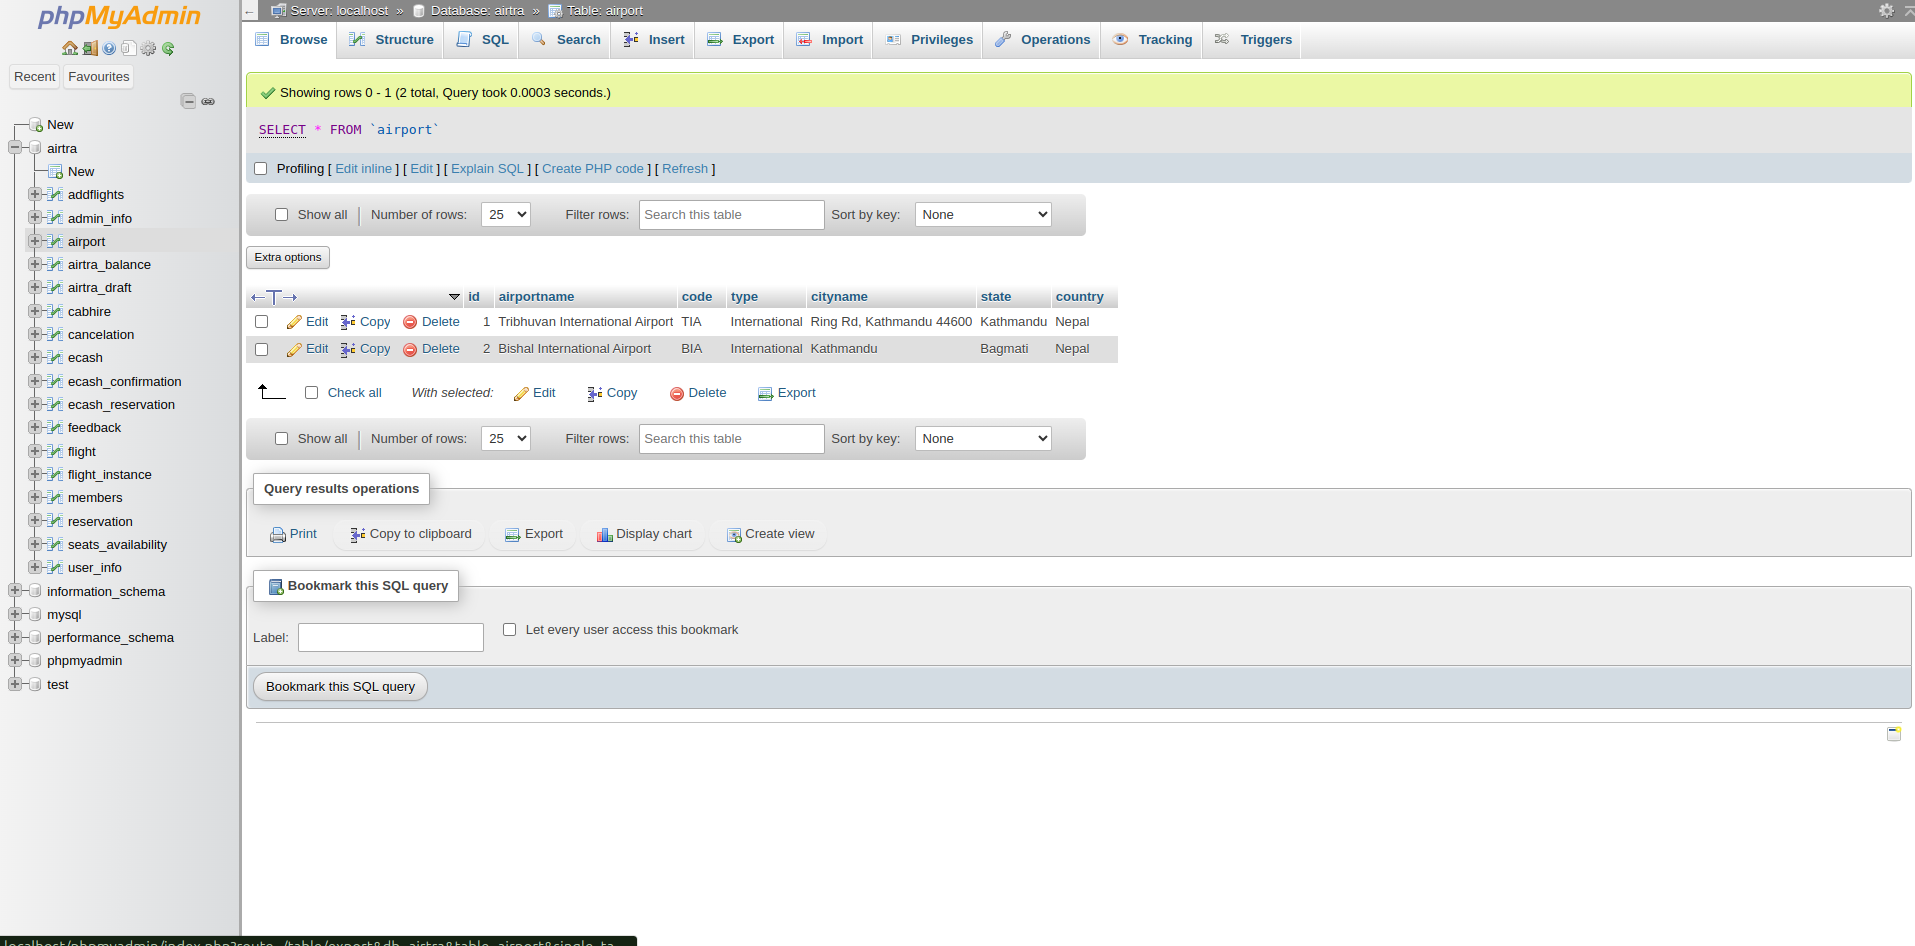 phpMyAdmin
Recent Favourites
New
airtra
New
addflights
admin_info
airport
airtra_balance
airtra_draft
cabhire
cancelation
ecash
ecash_confirmation
ecash_reservation
feedback
flight
flight_instance
members
reservation
seats_availability
user_info
information_schema
mysql
performance_schema
phpmyadmin
test
Server: localhost » Database: airtra » Table: airport
Browse Structure SQL Search Insert Export Import Privileges Operations Tracking Triggers
Showing rows 0 - 1 (2 total, Query took 0.0003 seconds.)
SELECT * FROM `airport`
Profiling [ Edit inline ] [ Edit ] [ Explain SQL ] [ Create PHP code ] [ Refresh ]
Show all Number of rows: 25 Filter rows: Search this table Sort by key: None
Extra options
id airportname code type cityname state country
Edit Copy Delete 1 Tribhuvan International Airport TIA International Ring Rd, Kathmandu 44600 Kathmandu Nepal
Edit Copy Delete 2 Bishal International Airport BIA International Kathmandu Bagmati Nepal
Check all With selected: Edit Copy Delete Export
Show all Number of rows: 25 Filter rows: Search this table Sort by key: None
Query results operations
Print Copy to clipboard Export Display chart Create view
Bookmark this SQL query
Label: Let every user access this bookmark
Bookmark this SQL query